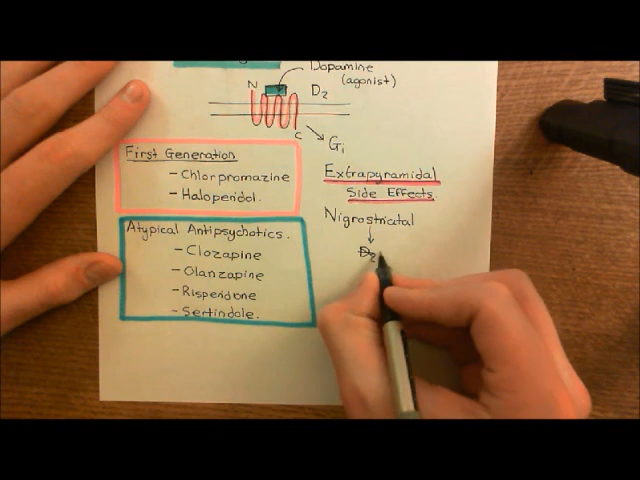 Dopamine
(agonist)
N
D2
C
Gi
First Generation
- Chlorpromazine
- Haloperidol.
Extrapyramidal
Side Effects
Nigrostriatal
D2
Atypical Antipsychotics.
- Clozapine
- Olanzapine
- Risperidone
- Sertindole.